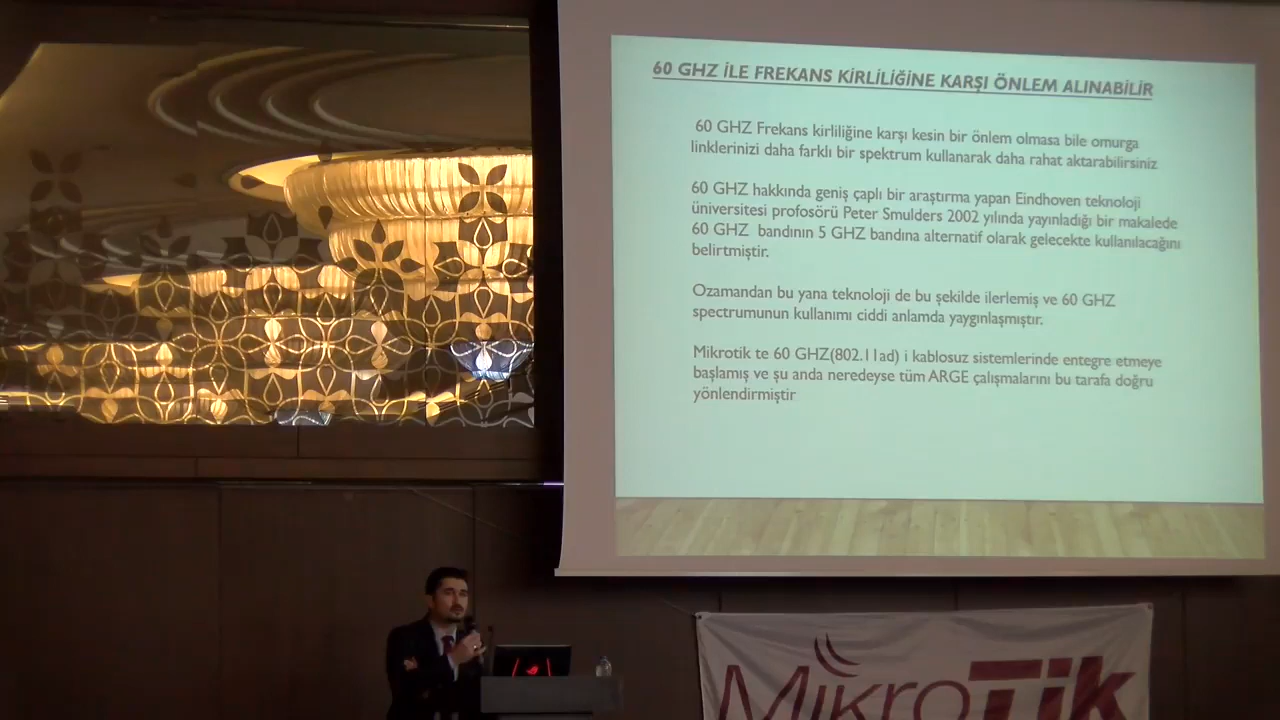 60 GHZ İLE FREKANS KİRLİLİĞİNE KARŞI ÖNLEM ALINABİLİR
60 GHZ Frekans kirliliğine karşı kesin bir önlem olmasa bile omurga
linklerinizi daha farklı bir spektrum kullanarak daha rahat aktarabilirsiniz
60 GHZ hakkında geniş çaplı bir araştırma yapan Eindhoven teknoloji
üniversitesi profosörü Peter Smulders 2002 yılında yayınladığı bir makalede
60 GHZ bandının 5 GHZ bandına alternatif olarak gelecekte kullanılacağını
belirtmiştir.
Ozamandan bu yana teknoloji de bu şekilde ilerlemiş ve 60 GHZ
spectrumunun kullanımı ciddi anlamda yaygınlaşmıştır.
Mikrotik te 60 GHZ(802.11ad) i kablosuz sistemlerinde entegre etmeye
başlamış ve şu anda neredeyse tüm ARGE çalışmalarını bu tarafa doğru
yönlendirmiştir
MikroTik